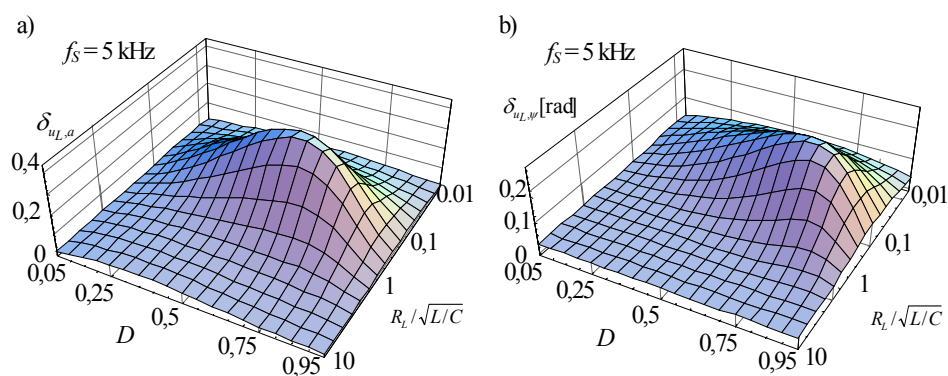 a)
f_S = 5 kHz
δ_{u_L,a}
0,4
0,2
0
0,05
0,25
0,5
0,75
0,95
D
0.01
0,1
1
10
R_L / √L/C
b)
f_S = 5 kHz
δ_{u_L,ψ} [rad]
0,2
0,1
0
0,05
0,25
0,5
0,75
0,95
D
0,01
0,1
1
10
R_L / √L/C